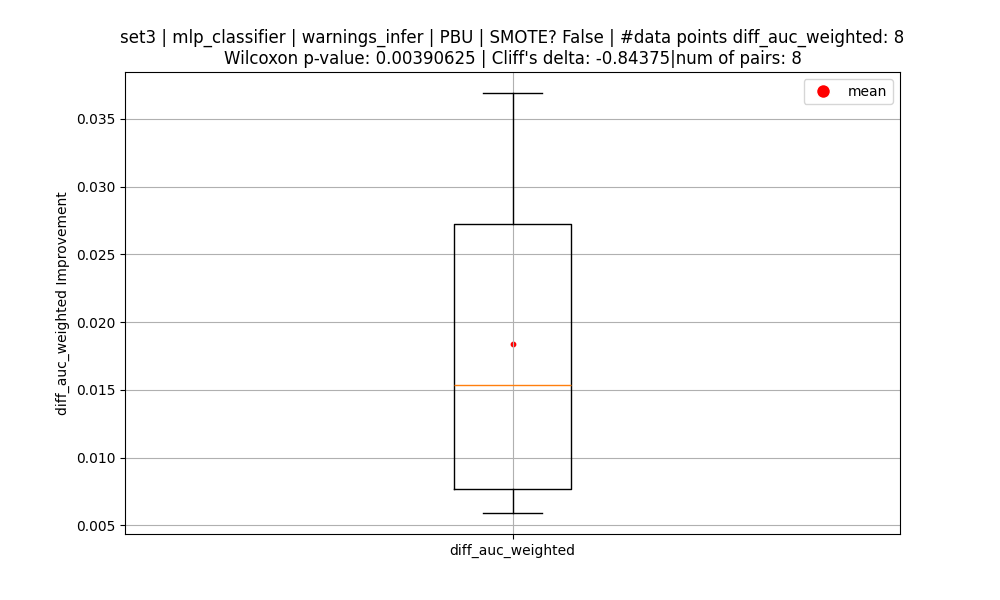 set3 | mlp_classifier | warnings_infer | PBU | SMOTE? False | #data points diff_auc_weighted: 8
Wilcoxon p-value: 0.00390625 | Cliff's delta: -0.84375|num of pairs: 8
mean
0.035
0.030
0.025
0.020
0.015
0.010
0.005
diff_auc_weighted Improvement
diff_auc_weighted